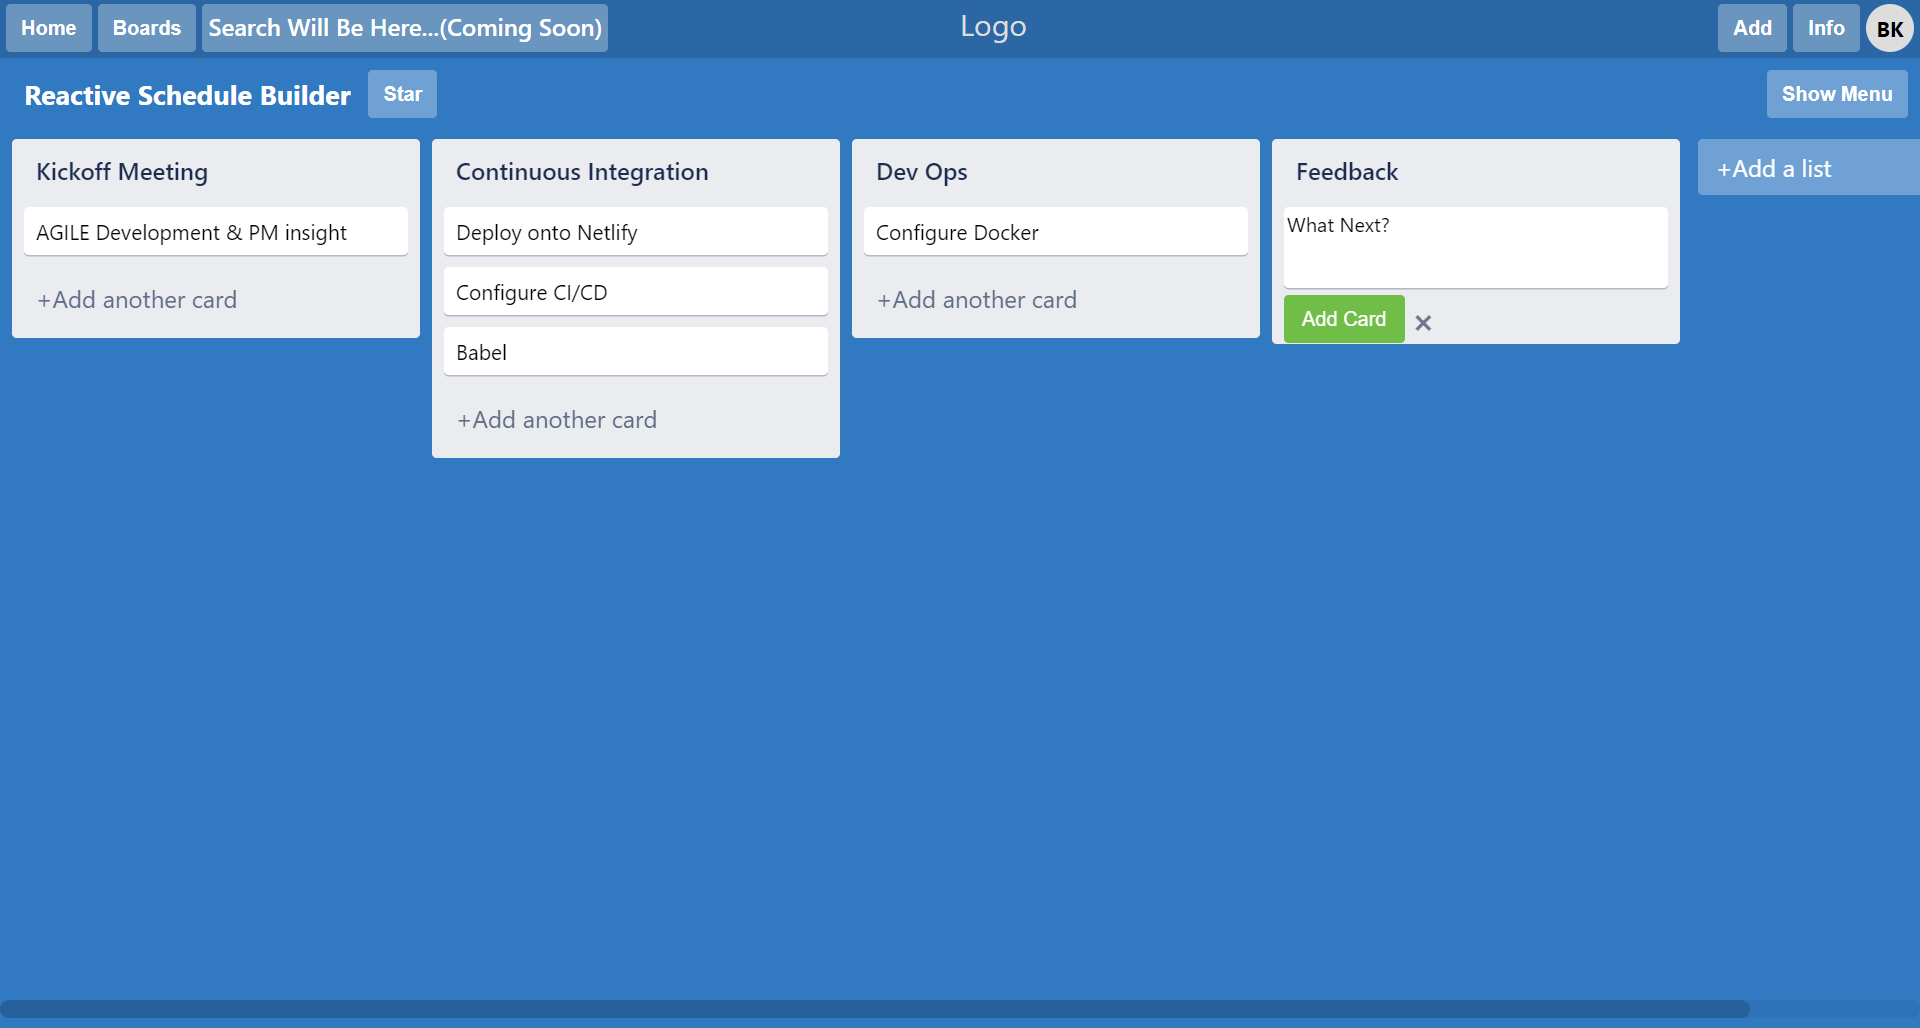 Home
Boards
Search Will Be Here...(Coming Soon)
Logo
Add
Info
BK
Reactive Schedule Builder
Star
Show Menu
Kickoff Meeting
AGILE Development & PM insight
+Add another card
Continuous Integration
Deploy onto Netlify
Configure CI/CD
Babel
+Add another card
Dev Ops
Configure Docker
+Add another card
Feedback
What Next?
Add Card
+Add a list